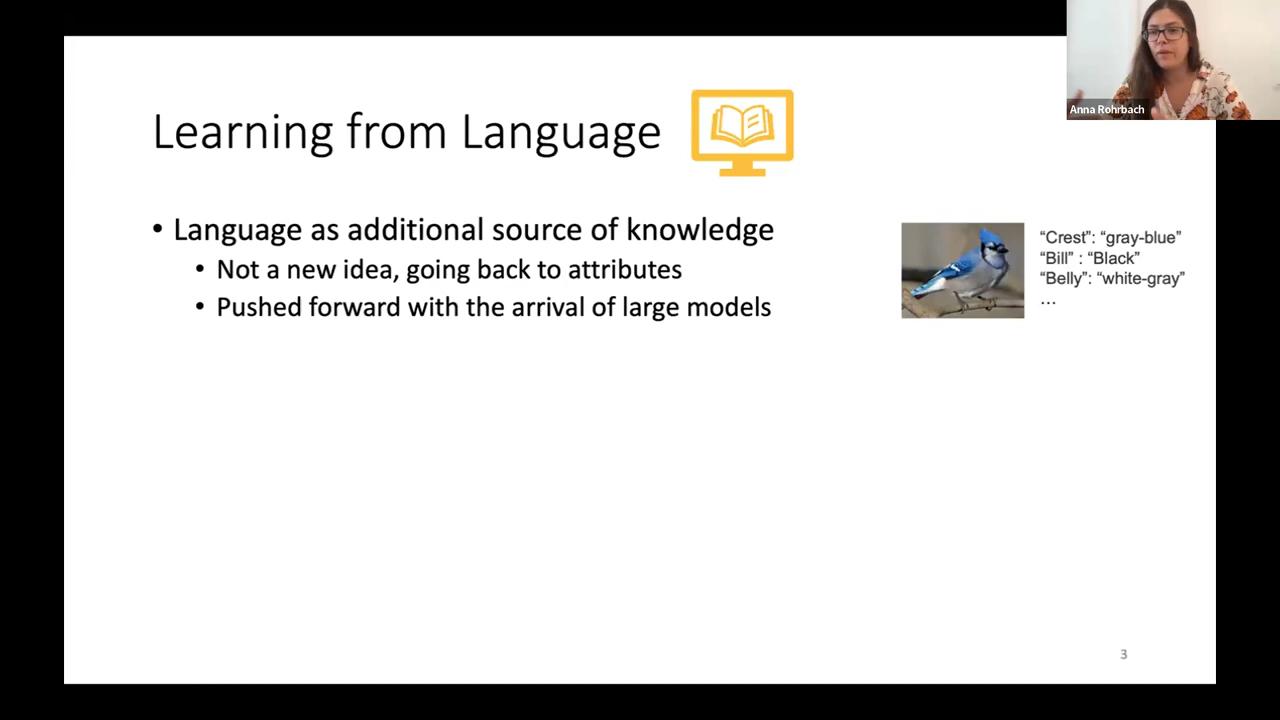 Anna Rohrbach
Learning from Language
• Language as additional source of knowledge
• Not a new idea, going back to attributes
• Pushed forward with the arrival of large models
“Crest”: “gray-blue”
“Bill” : “Black”
“Belly”: “white-gray”
…
3